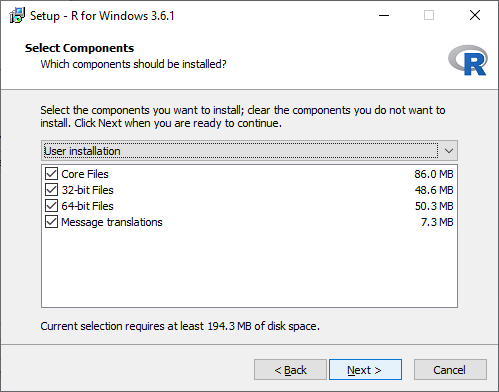 Setup - R for Windows 3.6.1
Select Components
Which components should be installed?
R
Select the components you want to install; clear the components you do not want to
install. Click Next when you are ready to continue.
User installation
Core Files 86.0 MB
32-bit Files 48.6 MB
64-bit Files 50.3 MB
Message translations 7.3 MB
Current selection requires at least 194.3 MB of disk space.
< Back Next > Cancel